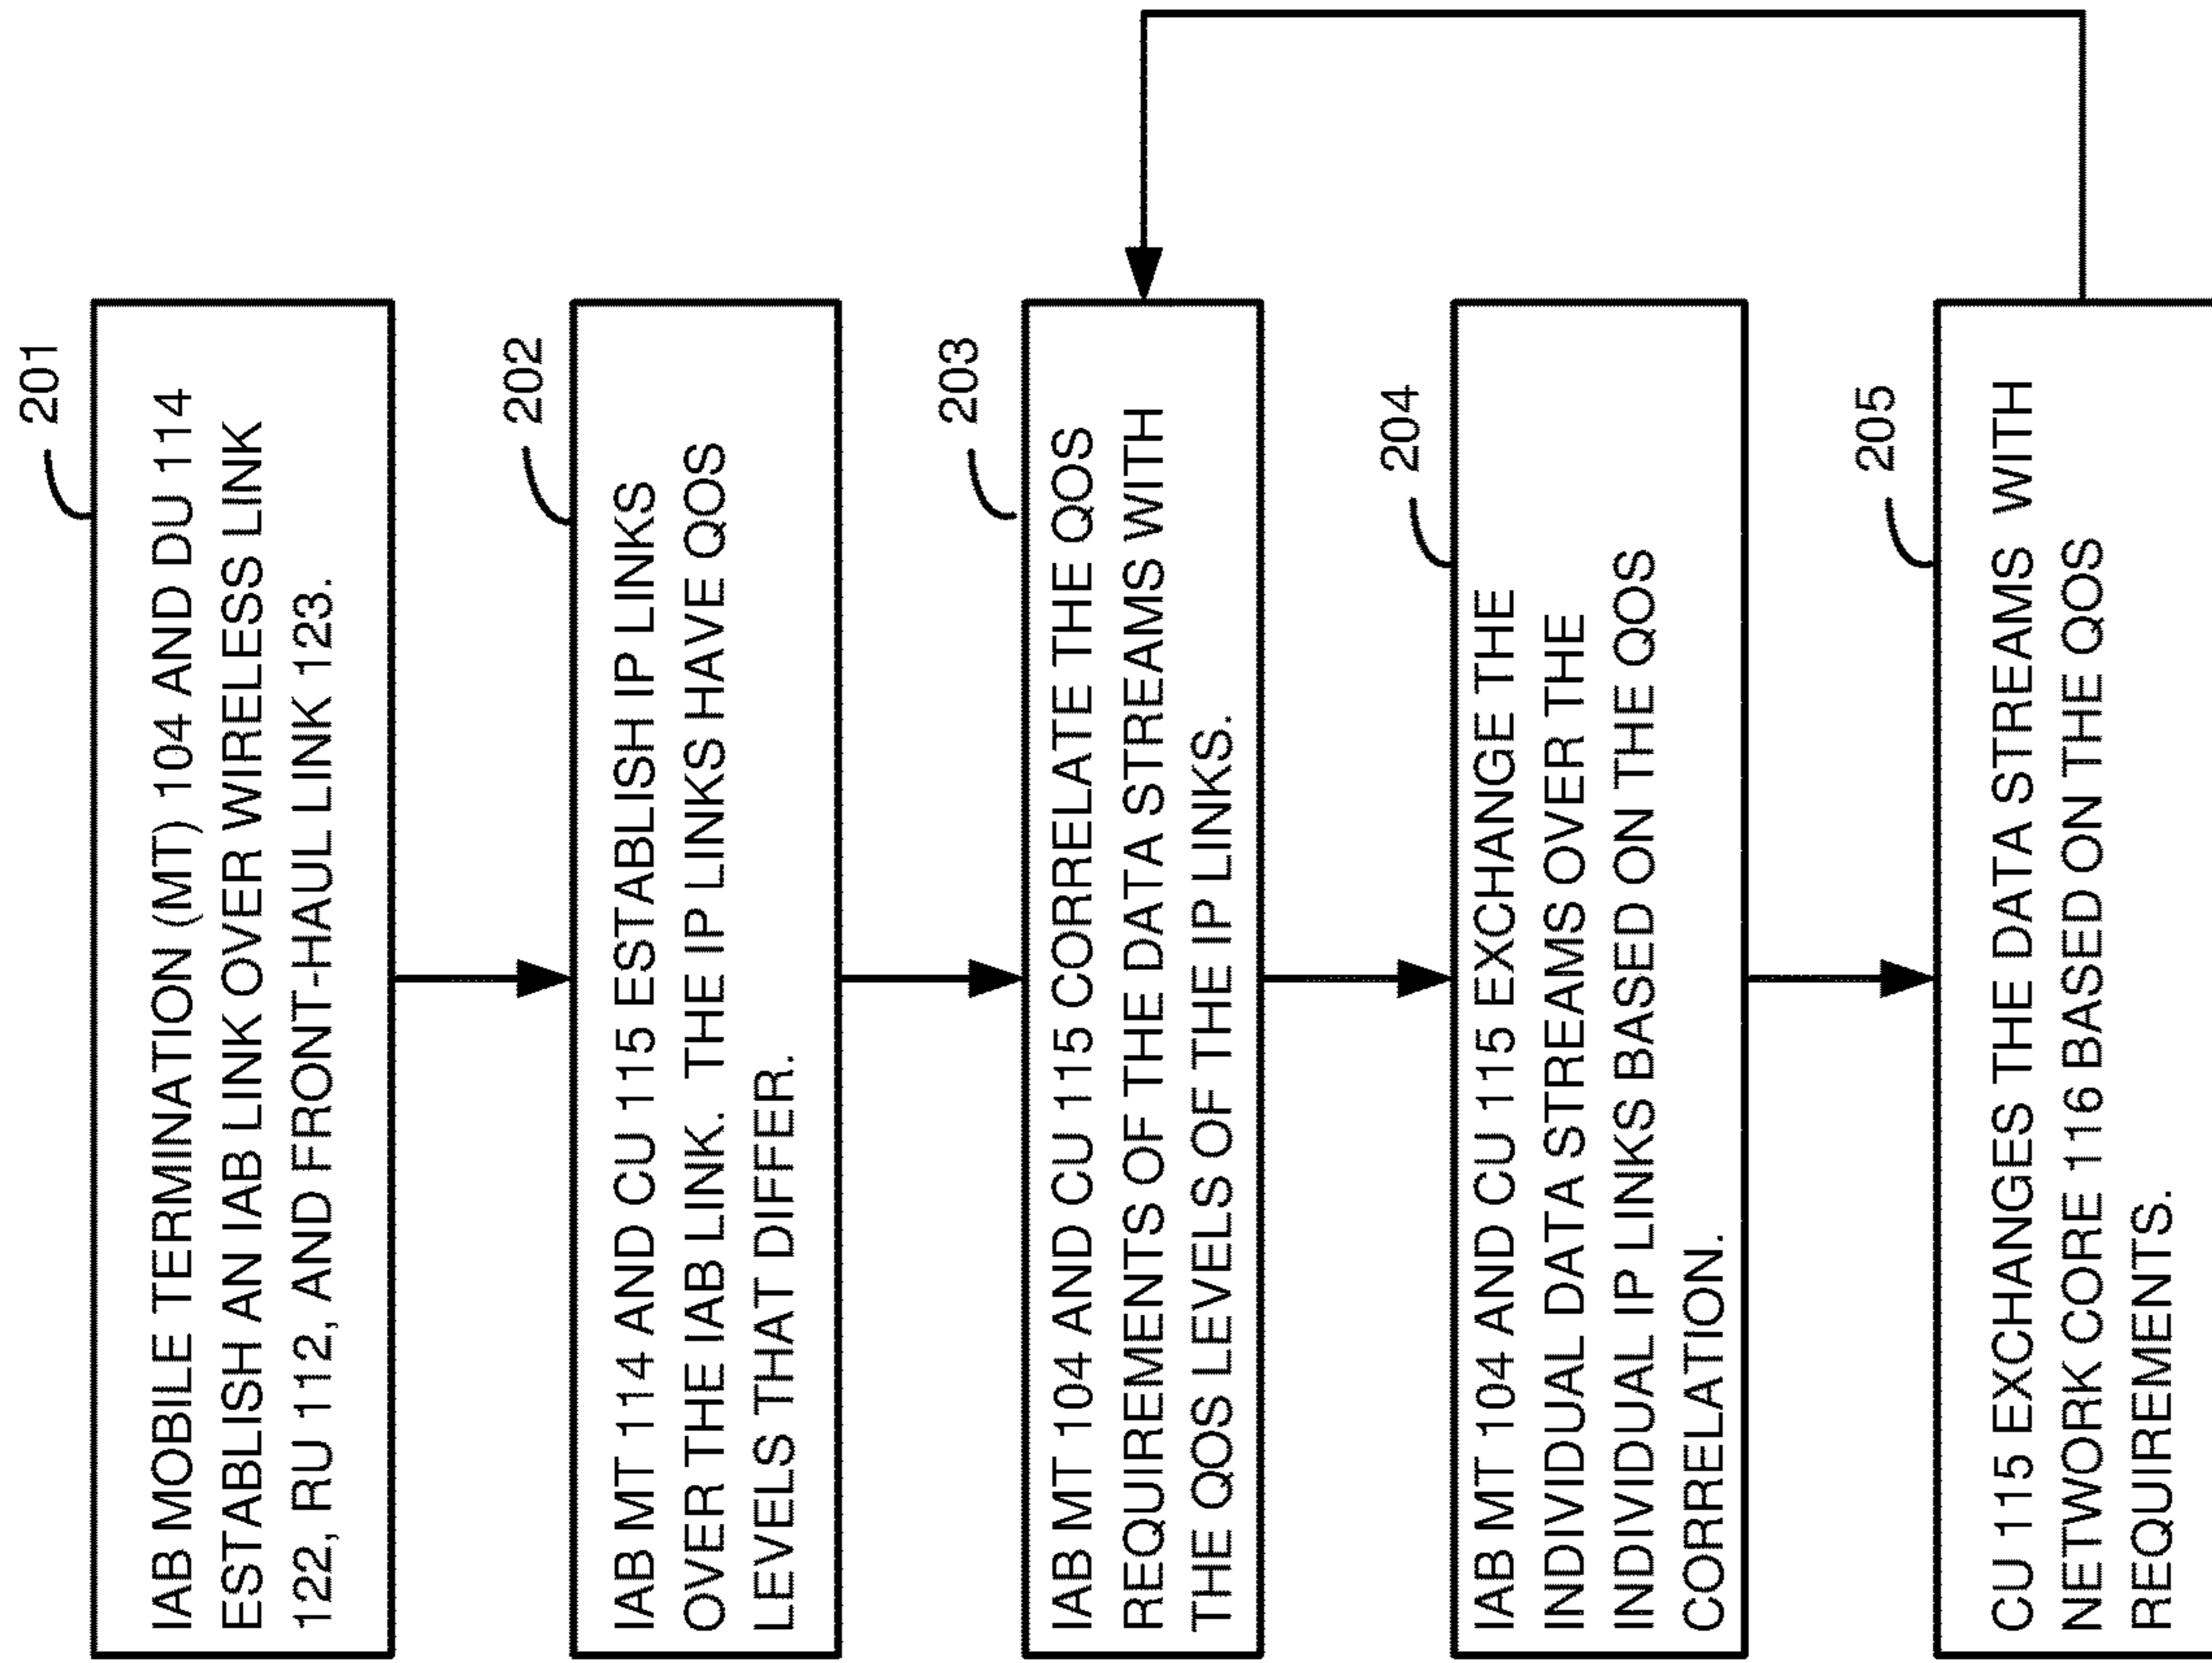 201
IAB MOBILE TERMINATION (MT) 104 AND DU 114
ESTABLISH AN IAB LINK OVER WIRELESS LINK
122, RU 112, AND FRONT-HAUL LINK 123.
202
IAB MT 114 AND CU 115 ESTABLISH IP LINKS
OVER THE IAB LINK. THE IP LINKS HAVE QOS
LEVELS THAT DIFFER.
203
IAB MT 104 AND CU 115 CORRELATE THE QOS
REQUIREMENTS OF THE DATA STREAMS WITH
THE QOS LEVELS OF THE IP LINKS.
204
IAB MT 104 AND CU 115 EXCHANGE THE
INDIVIDUAL DATA STREAMS OVER THE
INDIVIDUAL IP LINKS BASED ON THE QOS
CORRELATION.
205
CU 115 EXCHANGES THE DATA STREAMS WITH
NETWORK CORE 116 BASED ON THE QOS
REQUIREMENTS.